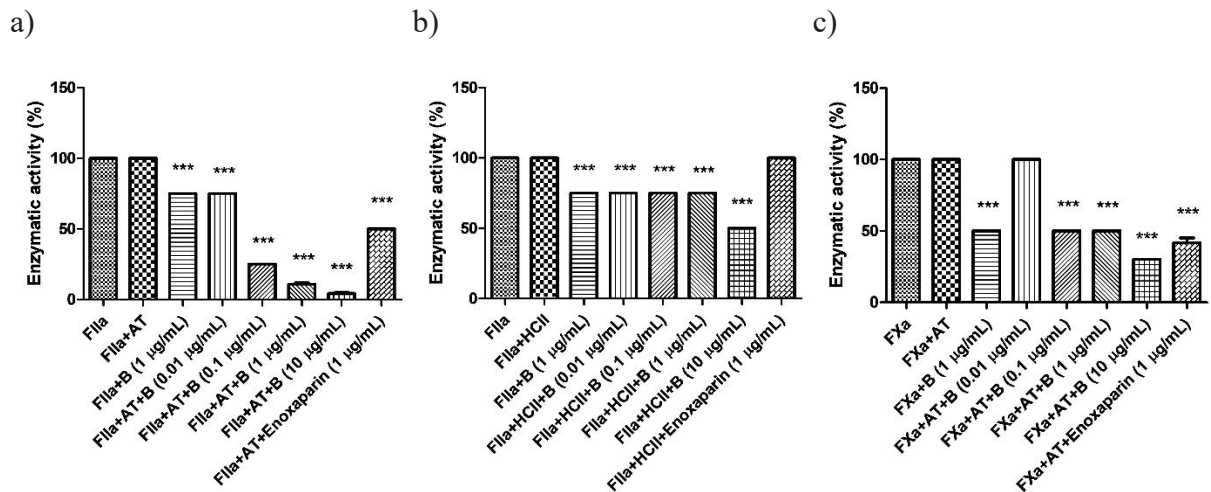 a)
b)
c)
Enzymatic activity (%)
150
100
50
0
***
***
***
***
***
***
FIIa
FIIa+AT
FIIa+B (1 μg/mL)
FIIa+AT+B (0.01 μg/mL)
FIIa+AT+B (0.1 μg/mL)
FIIa+AT+B (1 μg/mL)
FIIa+AT+B (10 μg/mL)
FIIa+AT+Enoxaparin (1 μg/mL)
Enzymatic activity (%)
150
100
50
0
***
***
***
***
***
FIIa
FIIa+HCII
FIIa+B (1 μg/mL)
FIIa+HCII+B (0.01 μg/mL)
FIIa+HCII+B (0.1 μg/mL)
FIIa+HCII+B (1 μg/mL)
FIIa+HCII+B (10 μg/mL)
FIIa+HCII+Enoxaparin (1 μg/mL)
Enzymatic activity (%)
150
100
50
0
***
***
***
***
***
FXa
FXa+AT
FXa+B (1 μg/mL)
FXa+AT+B (0.01 μg/mL)
FXa+AT+B (0.1 μg/mL)
FXa+AT+B (1 μg/mL)
FXa+AT+B (10 μg/mL)
FXa+AT+Enoxaparin (1 μg/mL)